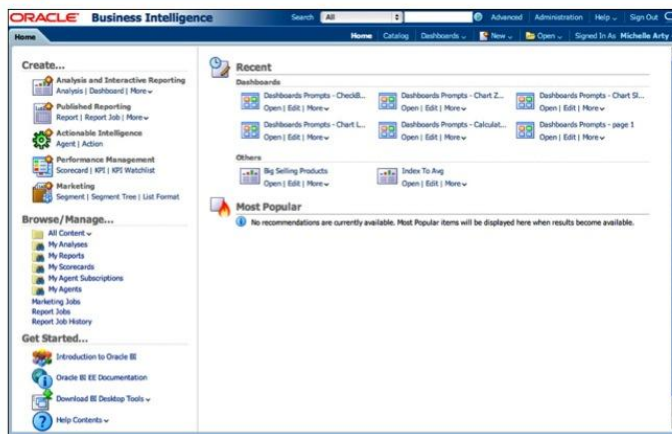 ORACLE Business Intelligence
Search All Advanced Administration Help Sign Out
Home
Home Catalog Dashboards New Open Signed In As Michelle Arty
Create...
Analysis and Interactive Reporting
Analysis | Dashboard | More
Published Reporting
Report | Report Job | More
Actionable Intelligence
Agent | Action
Performance Management
Scorecard | KPI | KPI Watchlist
Marketing
Segment | Segment Tree | List Format
Browse/Manage...
All Content
My Analyses
My Reports
My Scorecards
My Agent Subscriptions
My Agents
Marketing Jobs
Report Jobs
Report Job History
Get Started...
Introduction to Oracle BI
Oracle BI EE Documentation
Download BI Desktop Tools
Help Contents
Recent
Dashboards
Dashboards Prompts - CheckB... Dashboards Prompts - Chart Z... Dashboards Prompts - Chart Sl...
Open | Edit | More Open | Edit | More Open | Edit | More
Dashboards Prompts - Chart L... Dashboards Prompts - Calculat... Dashboards Prompts - page 1
Open | Edit | More Open | Edit | More Open | Edit | More
Others
Big Selling Products Index To Avg
Open | Edit | More Open | Edit | More
Most Popular
No recommendations are currently available. Most Popular items will be displayed here when results become available.